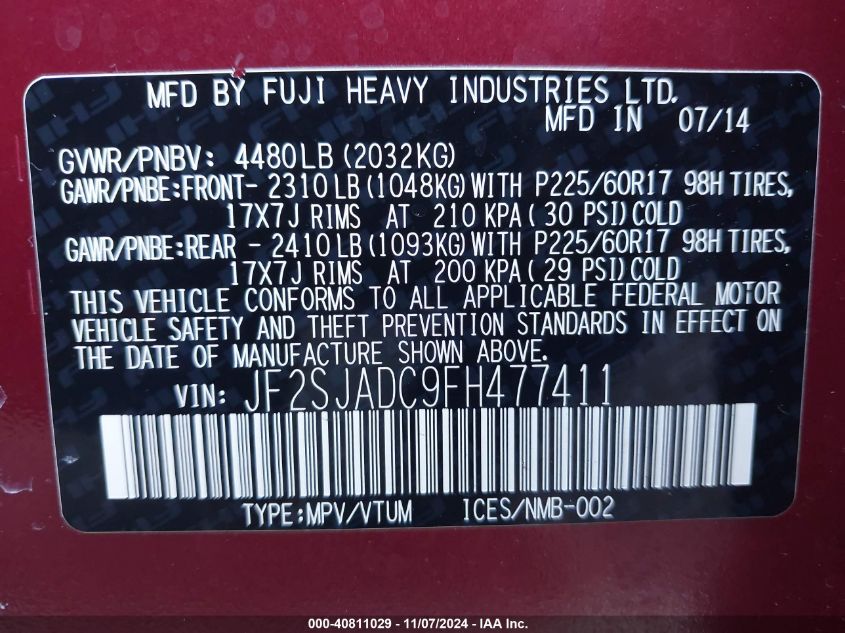 MFD BY FUJI HEAVY INDUSTRIES LTD.
MFD IN 07/14
GVWR/PNBV: 4480LB (2032KG)
GAWR/PNBE:FRONT- 2310 LB (1048KG) WITH P225/60R17 98H TIRES,
17X7J RIMS AT 210 KPA ( 30 PSI) COLD
GAWR/PNBE:REAR - 2410 LB (1093KG) WITH P225/60R17 98H TIRES,
17X7J RIMS AT 200 KPA ( 29 PSI) COLD
THIS VEHICLE CONFORMS TO ALL APPLICABLE FEDERAL MOTOR
VEHICLE SAFETY AND THEFT PREVENTION STANDARDS IN EFFECT ON
THE DATE OF MANUFACTURE SHOWN ABOVE.
VIN: JF2SJADC9FH477411
TYPE:MPV/VTUM ICES/NMB-002
000-40811029 - 11/07/2024 - IAA Inc.